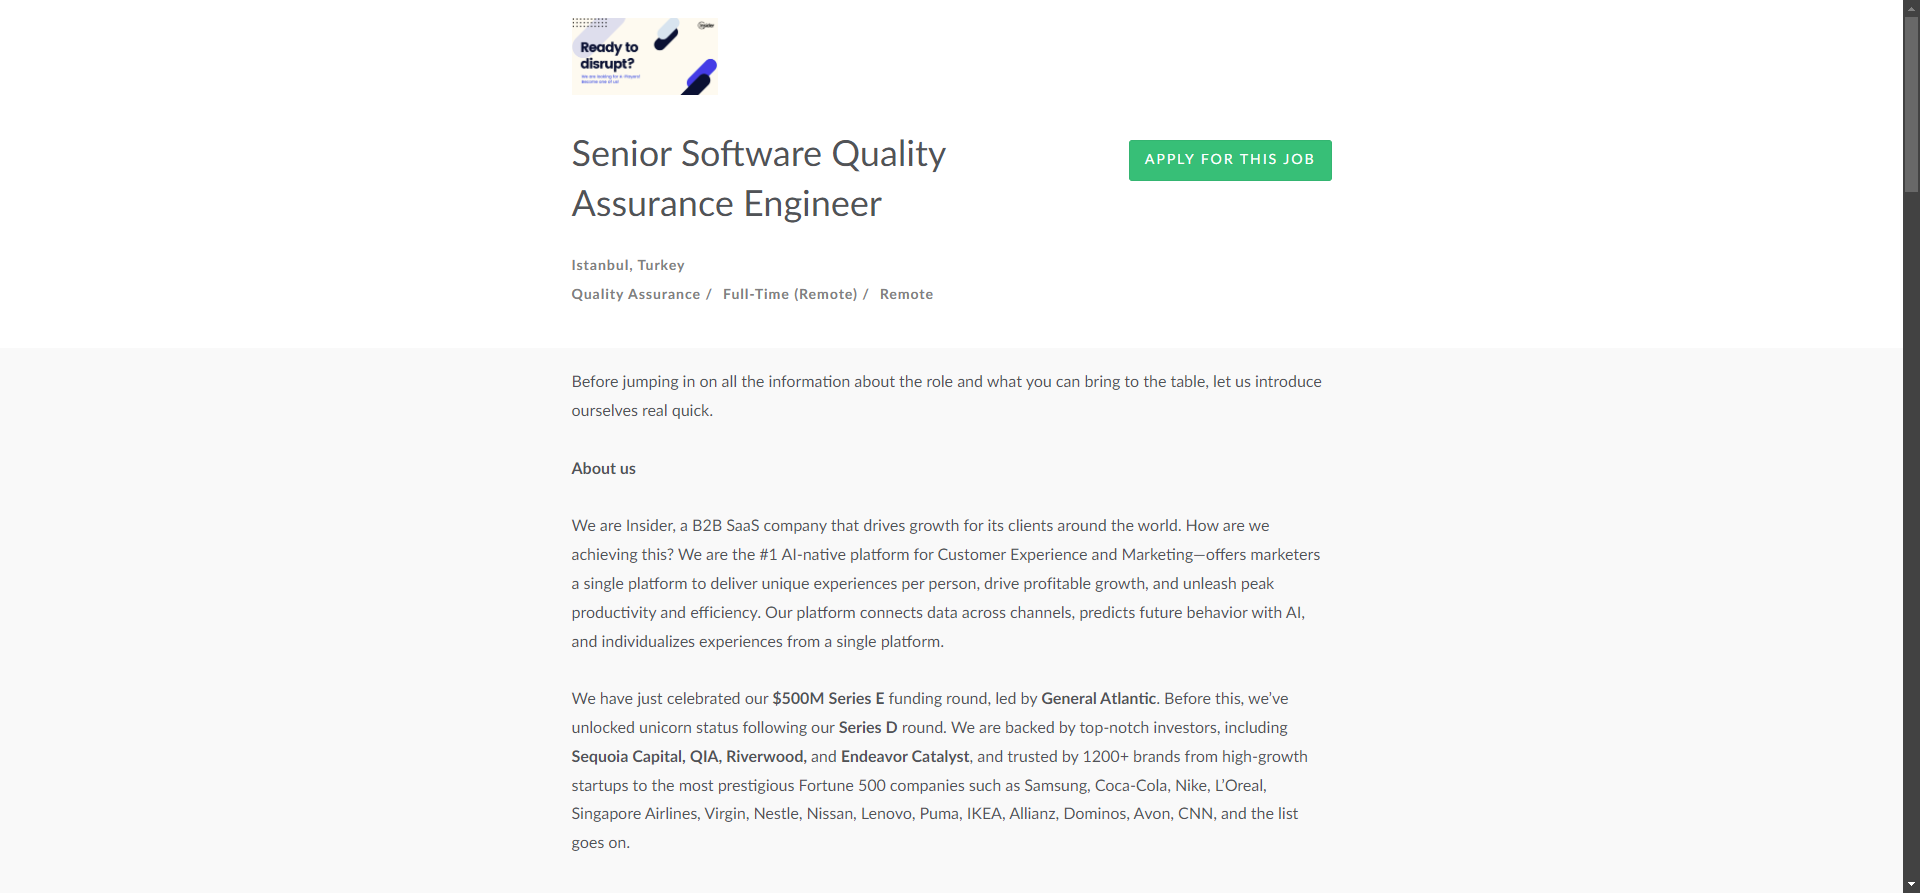 Ready to
disrupt?
We are looking for A-Players!
Become one of us!
Senior Software Quality
Assurance Engineer
APPLY FOR THIS JOB
Istanbul, Turkey
Quality Assurance / Full-Time (Remote) / Remote
Before jumping in on all the information about the role and what you can bring to the table, let us introduce
ourselves real quick.
About us
We are Insider, a B2B SaaS company that drives growth for its clients around the world. How are we
achieving this? We are the #1 AI-native platform for Customer Experience and Marketing—offers marketers
a single platform to deliver unique experiences per person, drive profitable growth, and unleash peak
productivity and efficiency. Our platform connects data across channels, predicts future behavior with AI,
and individualizes experiences from a single platform.
We have just celebrated our $500M Series E funding round, led by General Atlantic. Before this, we’ve
unlocked unicorn status following our Series D round. We are backed by top-notch investors, including
Sequoia Capital, QIA, Riverwood, and Endeavor Catalyst, and trusted by 1200+ brands from high-growth
startups to the most prestigious Fortune 500 companies such as Samsung, Coca-Cola, Nike, L’Oreal,
Singapore Airlines, Virgin, Nestle, Nissan, Lenovo, Puma, IKEA, Allianz, Dominos, Avon, CNN, and the list
goes on.